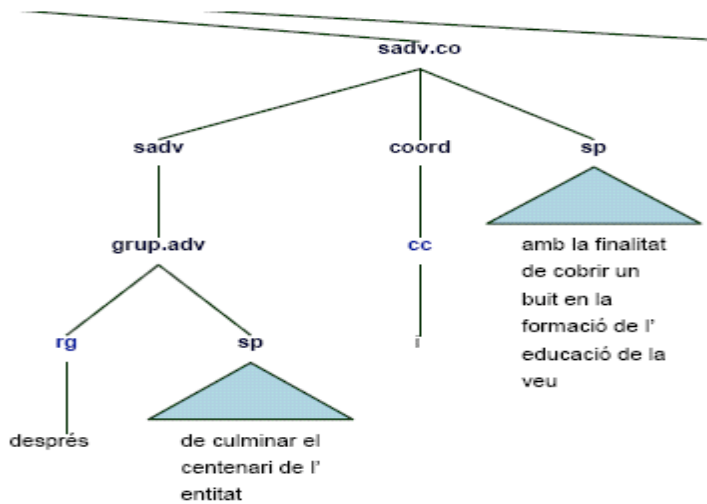 sadv.co
sadv coord sp
grup.adv cc amb la finalitat
de cobrir un
buit en la
formació de l'
educació de la
veu
rg sp i
després de culminar el
centenari de l'
entitat